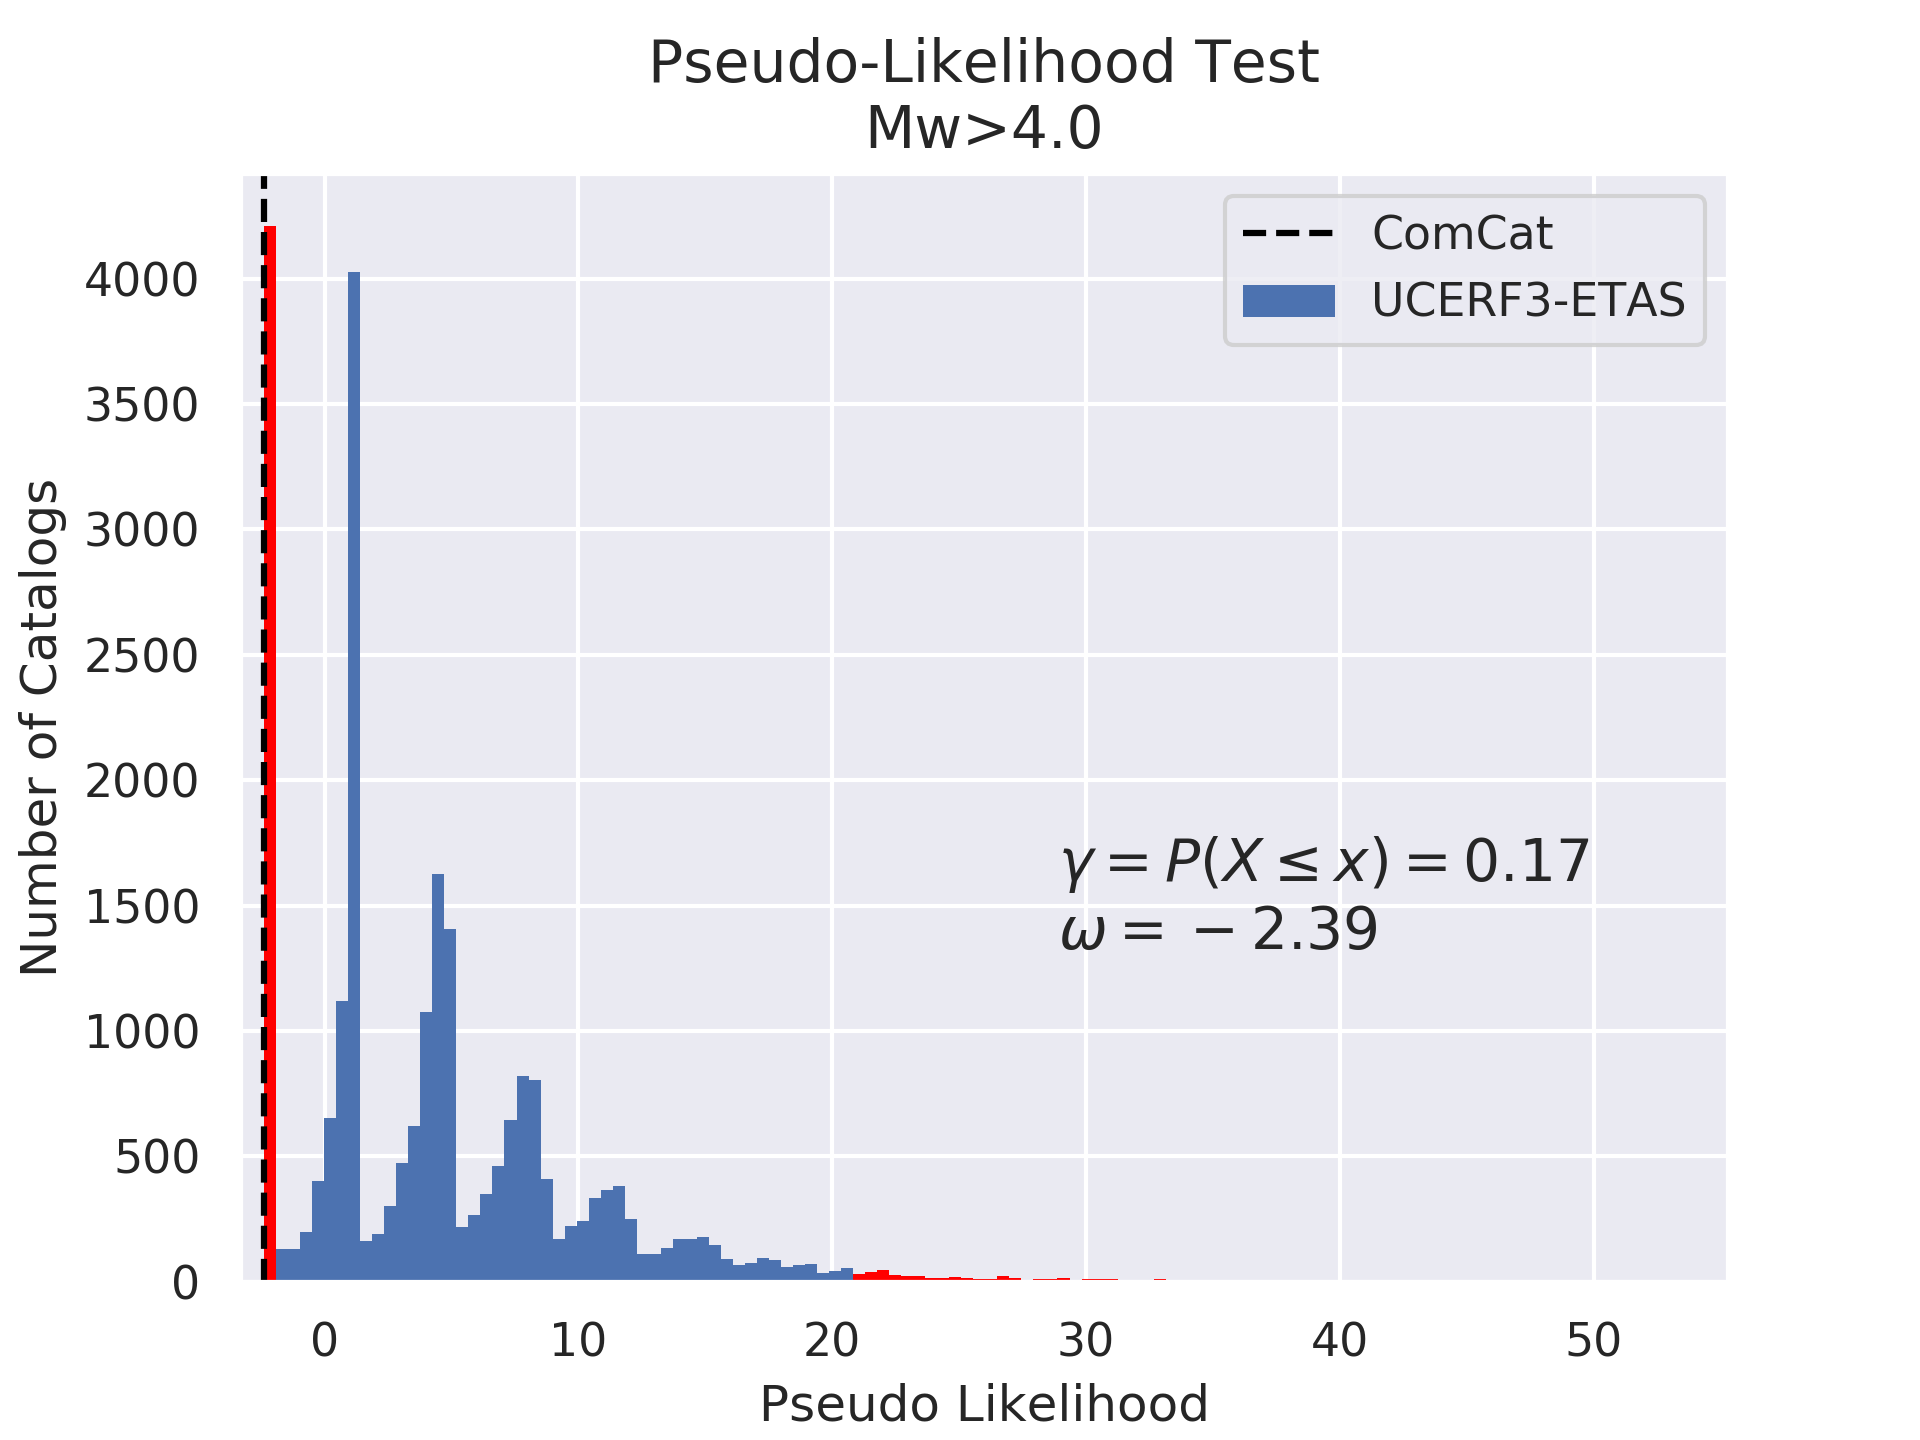 Pseudo-Likelihood Test
Mw>4.0
ComCat
UCERF3-ETAS
4000
3500
3000
2500
2000
1500
1000
500
0
Number of Catalogs
γ = P(X ≤ x) = 0.17
ω = −2.39
0 10 20 30 40 50
Pseudo Likelihood